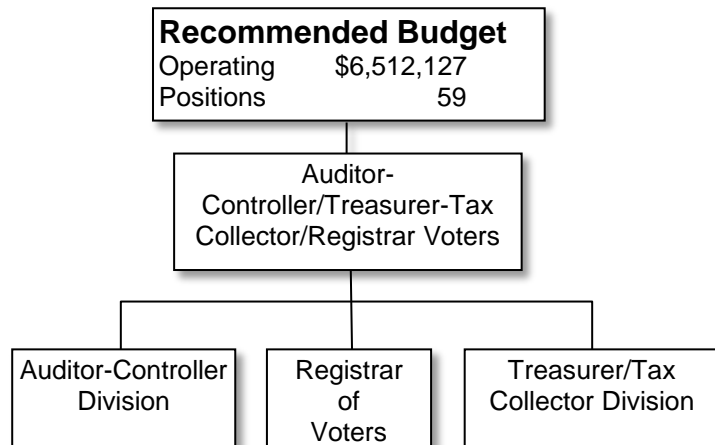 Recommended Budget
Operating $6,512,127
Positions 59
Auditor-
Controller/Treasurer-Tax
Collector/Registrar Voters
Auditor-Controller
Division
Registrar
of
Voters
Treasurer/Tax
Collector Division